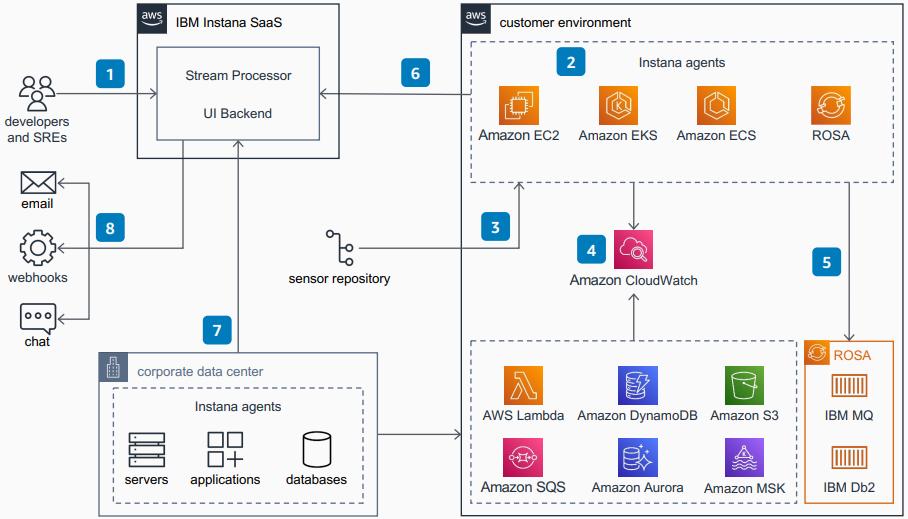 aws
IBM Instana SaaS
Stream Processor
UI Backend
1
developers
and SREs
6
aws
customer environment
2
Instana agents
Amazon EC2
Amazon EKS
Amazon ECS
ROSA
email
8
webhooks
chat
3
sensor repository
4
Amazon CloudWatch
5
7
corporate data center
Instana agents
servers
applications
databases
AWS Lambda
Amazon DynamoDB
Amazon S3
Amazon SQS
Amazon Aurora
Amazon MSK
ROSA
IBM MQ
IBM Db2